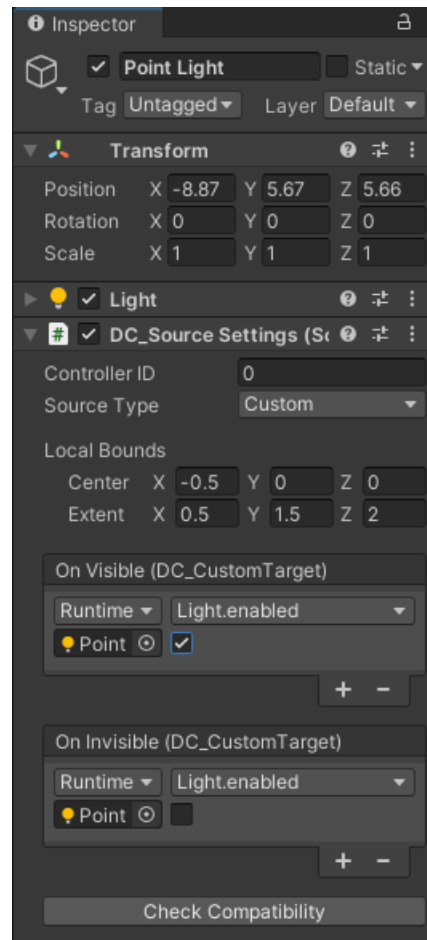 Inspector
Point Light Static
Tag Untagged Layer Default
Transform
Position X -8.87 Y 5.67 Z 5.66
Rotation X 0 Y 0 Z 0
Scale X 1 Y 1 Z 1
Light
DC_Source Settings (Sc
Controller ID 0
Source Type Custom
Local Bounds
Center X -0.5 Y 0 Z 0
Extent X 0.5 Y 1.5 Z 2
On Visible (DC_CustomTarget)
Runtime Light.enabled
Point
On Invisible (DC_CustomTarget)
Runtime Light.enabled
Point
Check Compatibility